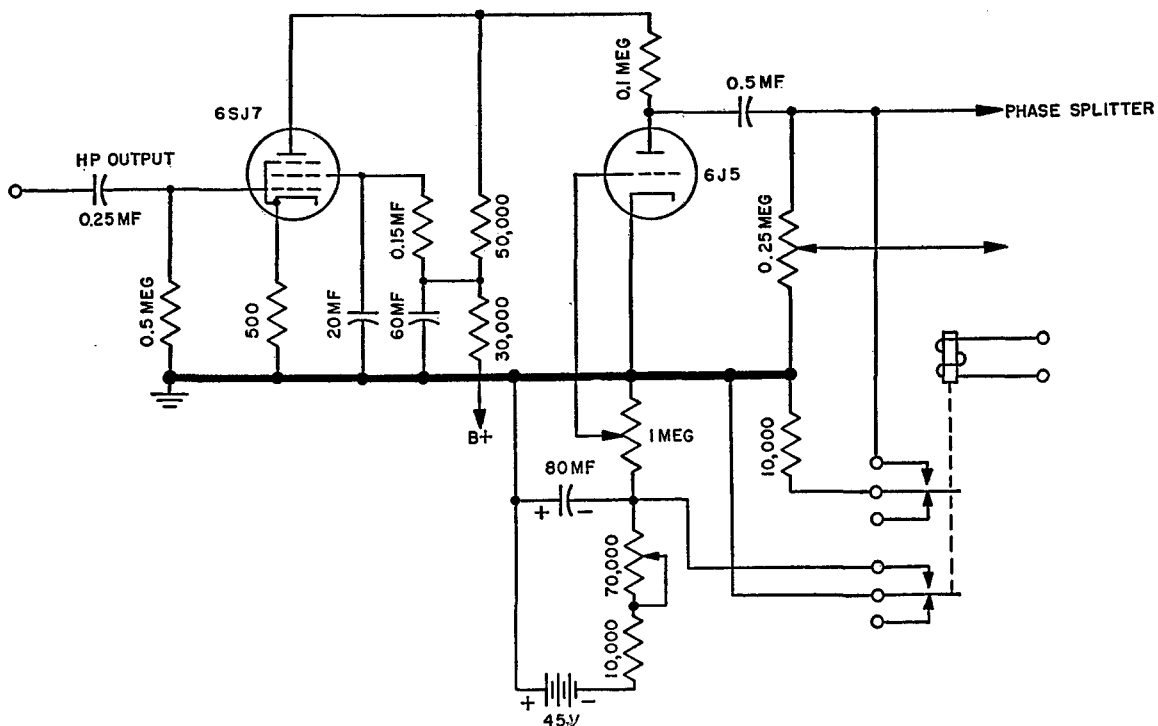 0.1 MEG
0.5 MF
PHASE SPLITTER
6SJ7
6J5
HP OUTPUT
0.25 MF
0.15 MF
50,000
0.25 MEG
0.5 MEG
500
20 MF
60 MF
30,000
B+
1 MEG
10,000
80 MF
+ -
70,000
10,000
+ -
45V